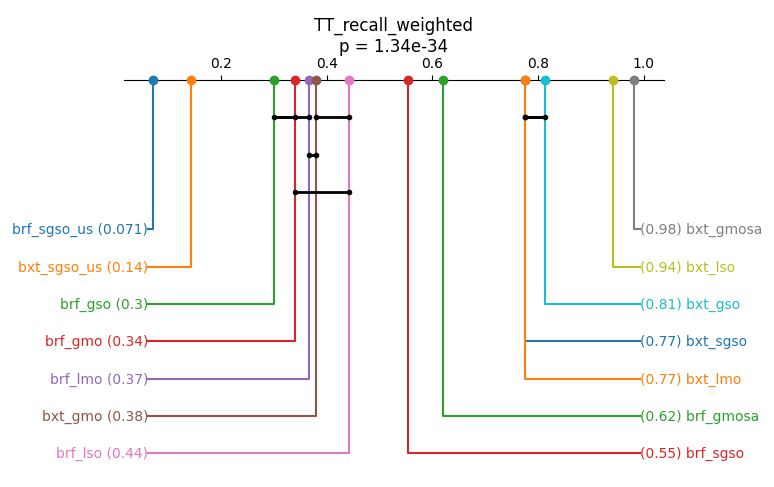 TT_recall_weighted
p = 1.34e-34
0.2 0.4 0.6 0.8 1.0
brf_sgso_us (0.071) (0.98) bxt_gmosa
bxt_sgso_us (0.14) (0.94) bxt_lso
brf_gso (0.3) (0.81) bxt_gso
brf_gmo (0.34) (0.77) bxt_sgso
brf_lmo (0.37) (0.77) bxt_lmo
bxt_gmo (0.38) (0.62) brf_gmosa
brf_lso (0.44) (0.55) brf_sgso